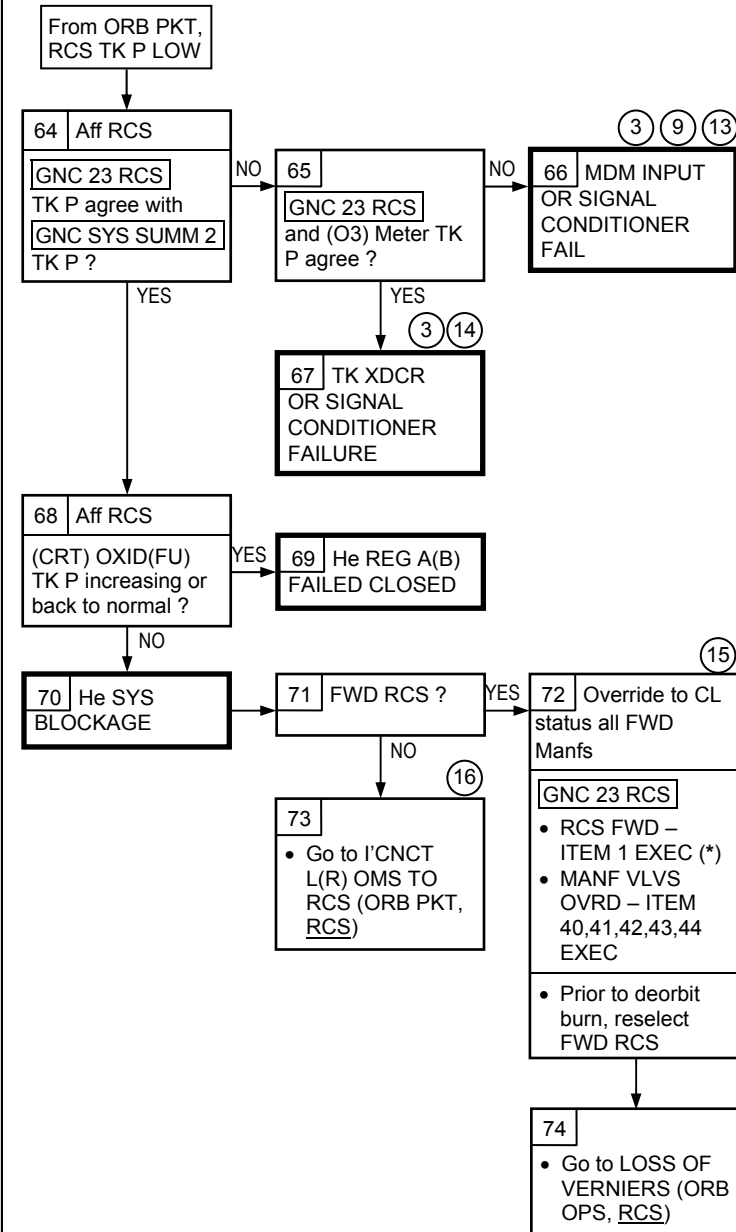 From ORB PKT,
RCS TK P LOW
64 Aff RCS
GNC 23 RCS
TK P agree with
GNC SYS SUMM 2
TK P ?
NO
YES
65
GNC 23 RCS
and (O3) Meter TK
P agree ?
NO
YES
3 9 13
66 MDM INPUT
OR SIGNAL
CONDITIONER
FAIL
3 14
67 TK XDCR
OR SIGNAL
CONDITIONER
FAILURE
68 Aff RCS
(CRT) OXID(FU)
TK P increasing or
back to normal ?
YES
NO
69 He REG A(B)
FAILED CLOSED
70 He SYS
BLOCKAGE
71 FWD RCS ?
YES
NO
15
72 Override to CL
status all FWD
Manfs
GNC 23 RCS
• RCS FWD –
ITEM 1 EXEC (*)
• MANF VLVS
OVRD – ITEM
40,41,42,43,44
EXEC
• Prior to deorbit
burn, reselect
FWD RCS
16
73
• Go to I'CNCT
L(R) OMS TO
RCS (ORB PKT,
RCS)
74
• Go to LOSS OF
VERNIERS (ORB
OPS, RCS)